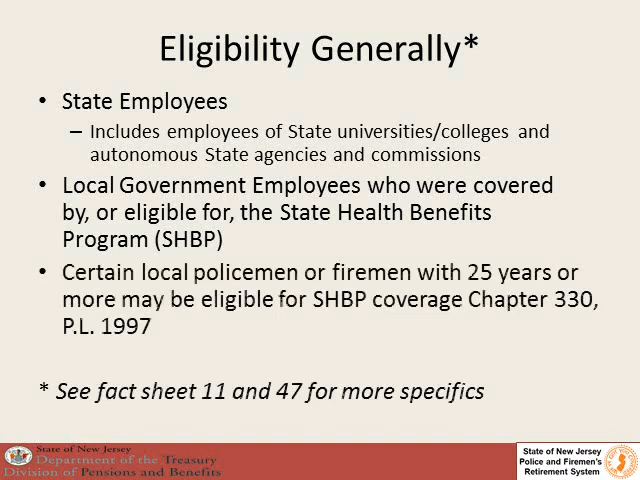 Eligibility Generally*
• State Employees
– Includes employees of State universities/colleges and
autonomous State agencies and commissions
• Local Government Employees who were covered
by, or eligible for, the State Health Benefits
Program (SHBP)
• Certain local policemen or firemen with 25 years or
more may be eligible for SHBP coverage Chapter 330,
P.L. 1997
* See fact sheet 11 and 47 for more specifics
State of New Jersey
Department of the Treasury
Division of Pensions and Benefits
State of New Jersey
Police and Firemen's
Retirement System